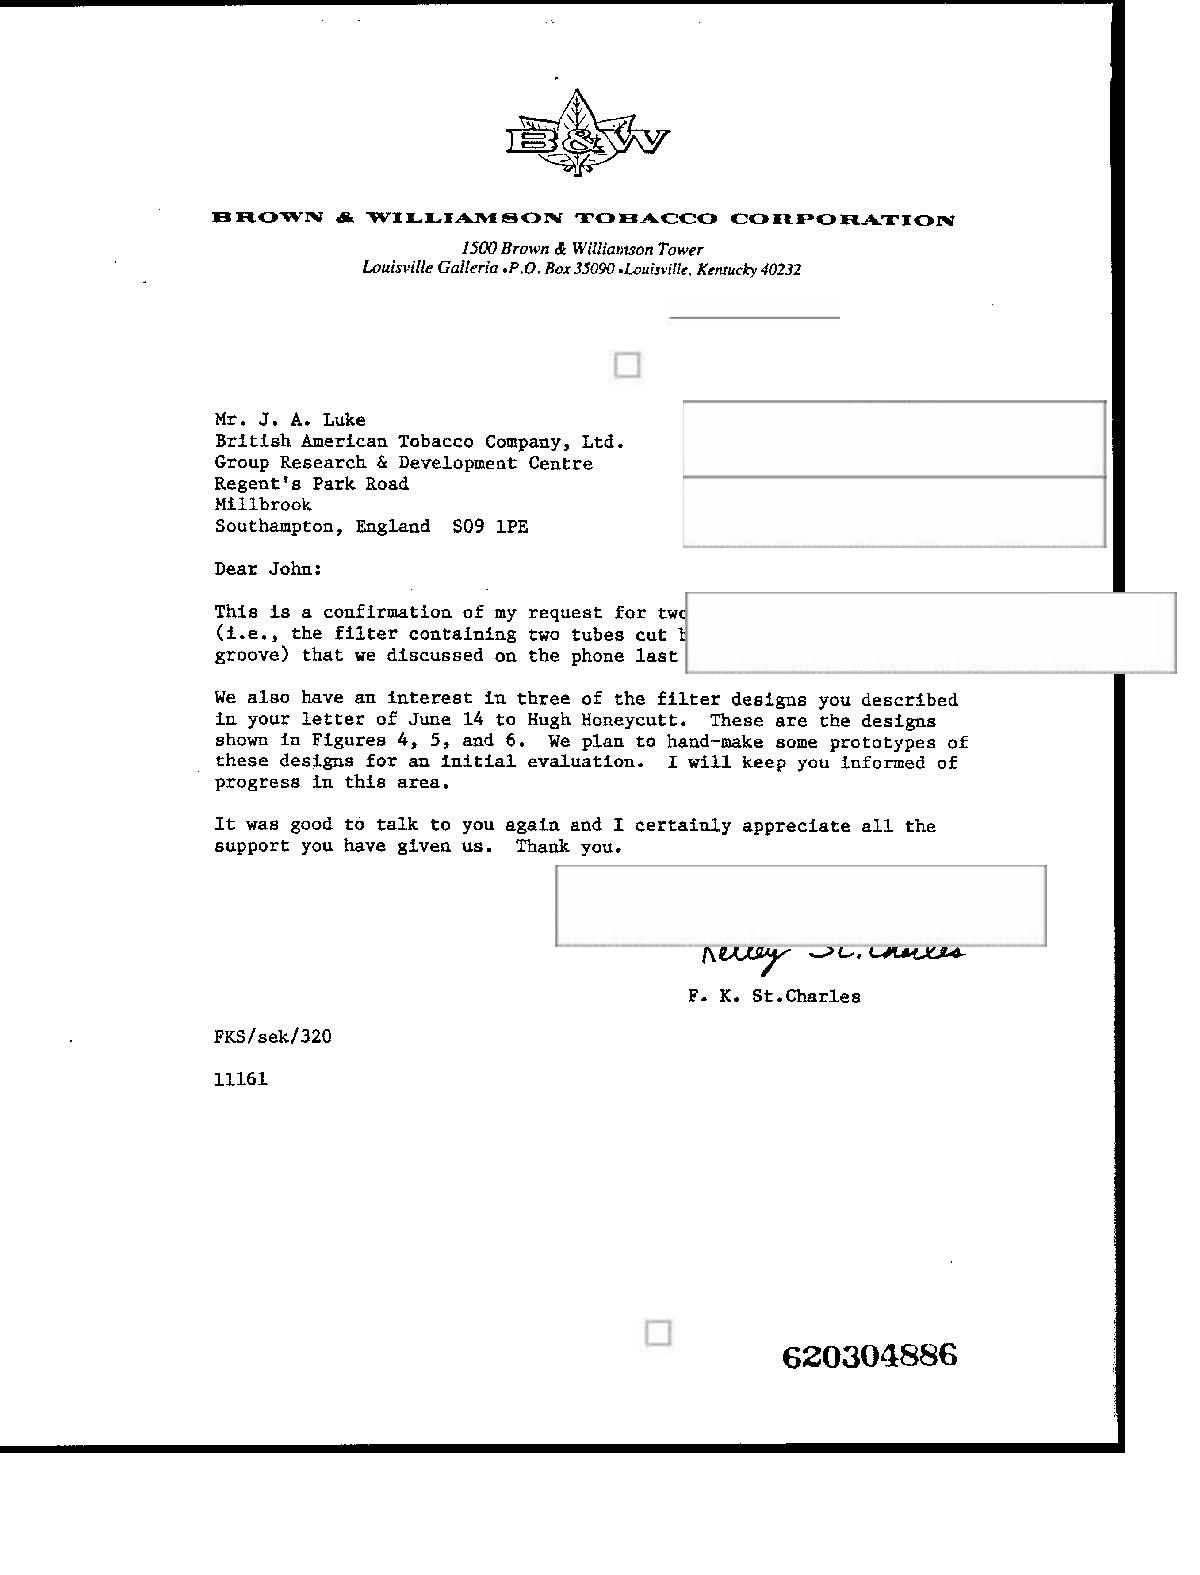 B&W
BROWN & WILLIAMSON TOBACCO CORPORATION
1500 Brown & Williamson Tower
Louisville Galleria • P.O. Box 35090 • Louisville, Kentucky 40232
Mr. J. A. Luke
British American Tobacco Company, Ltd.
Group Research & Development Centre
Regent's Park Road
Millbrook
Southampton, England S09 1PE
Dear John:
This is a confirmation of my request for two
(i.e., the filter containing two tubes cut
groove) that we discussed on the phone last
We also have an interest in three of the filter designs you described
in your letter of June 14 to Hugh Honeycutt. These are the designs
shown in Figures 4, 5, and 6. We plan to hand-make some prototypes of
these designs for an initial evaluation. I will keep you informed of
progress in this area.
It was good to talk to you again and I certainly appreciate all the
support you have given us. Thank you.
Kelley St.Charles
F. K. St.Charles
FKS/sek/320
11161
620304886